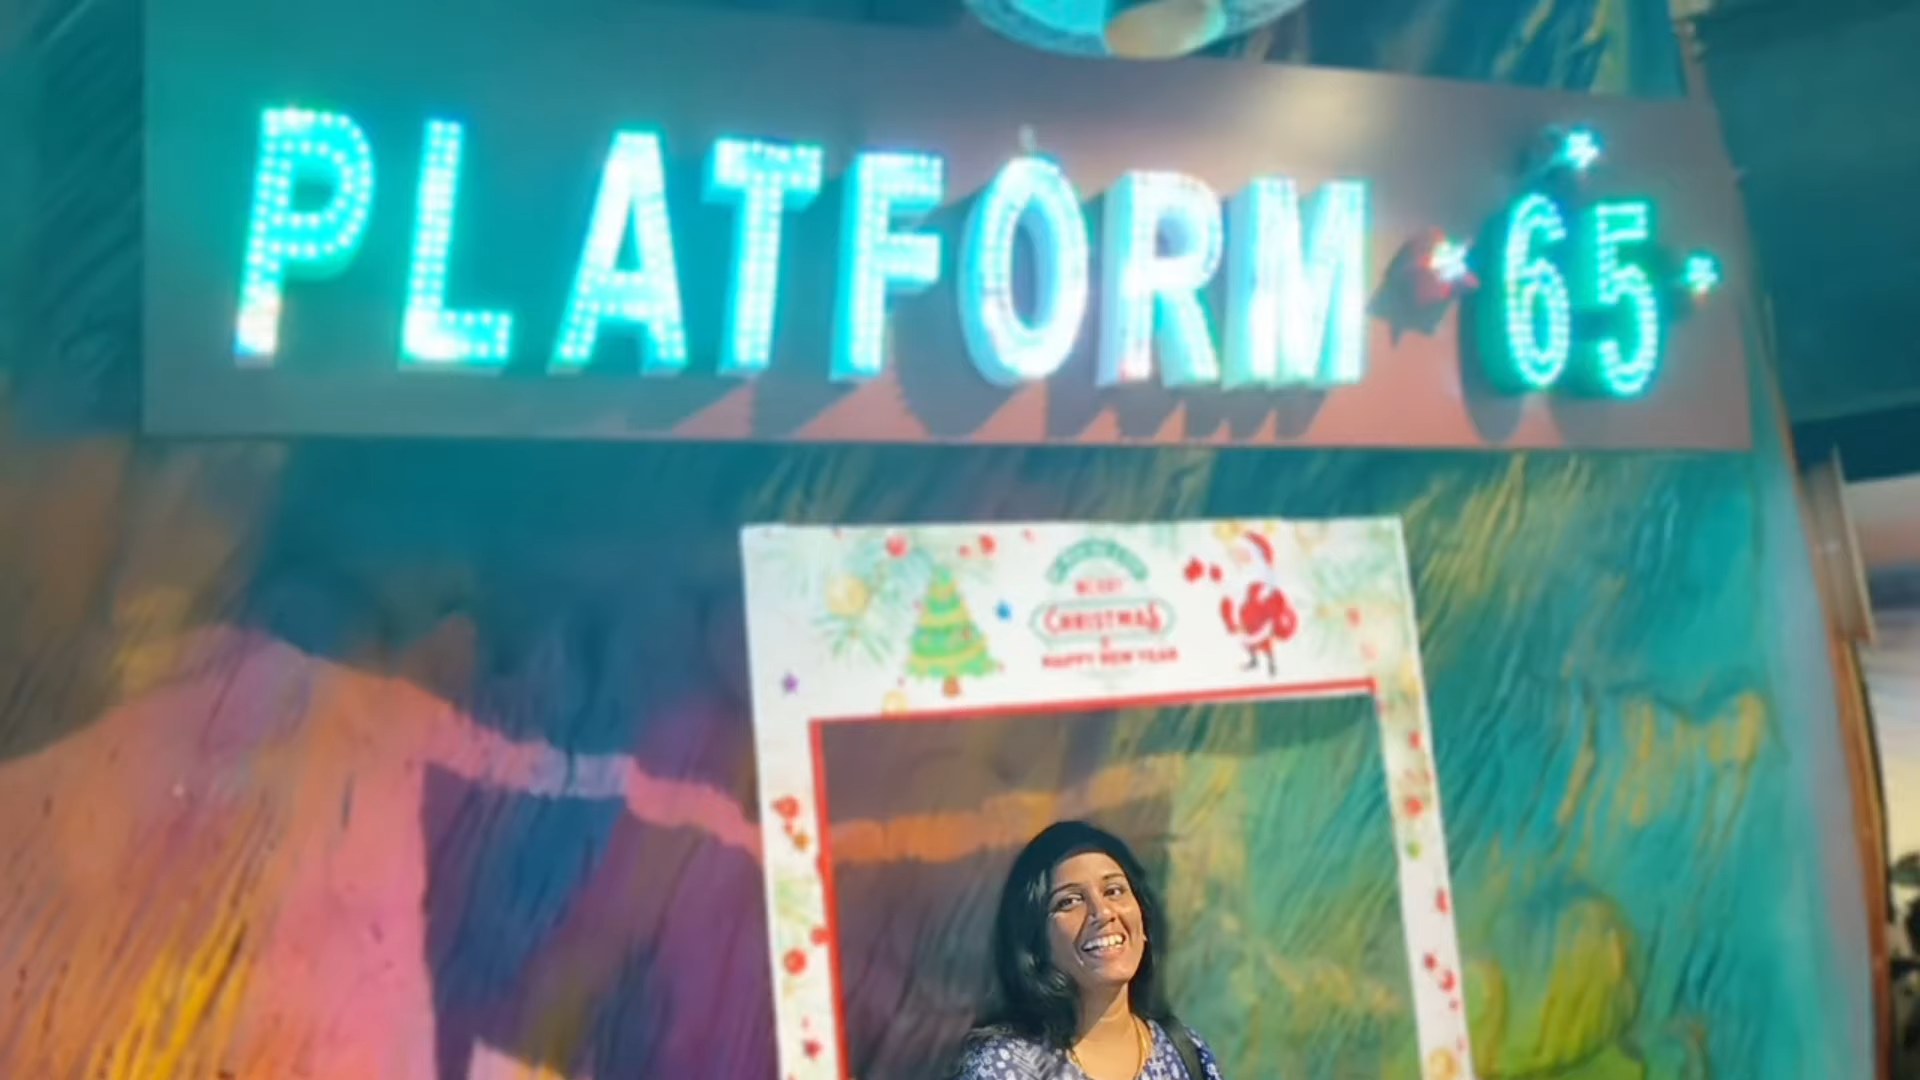 PLATFORM 65
MERRY
CHRISTMAS
&
HAPPY NEW YEAR